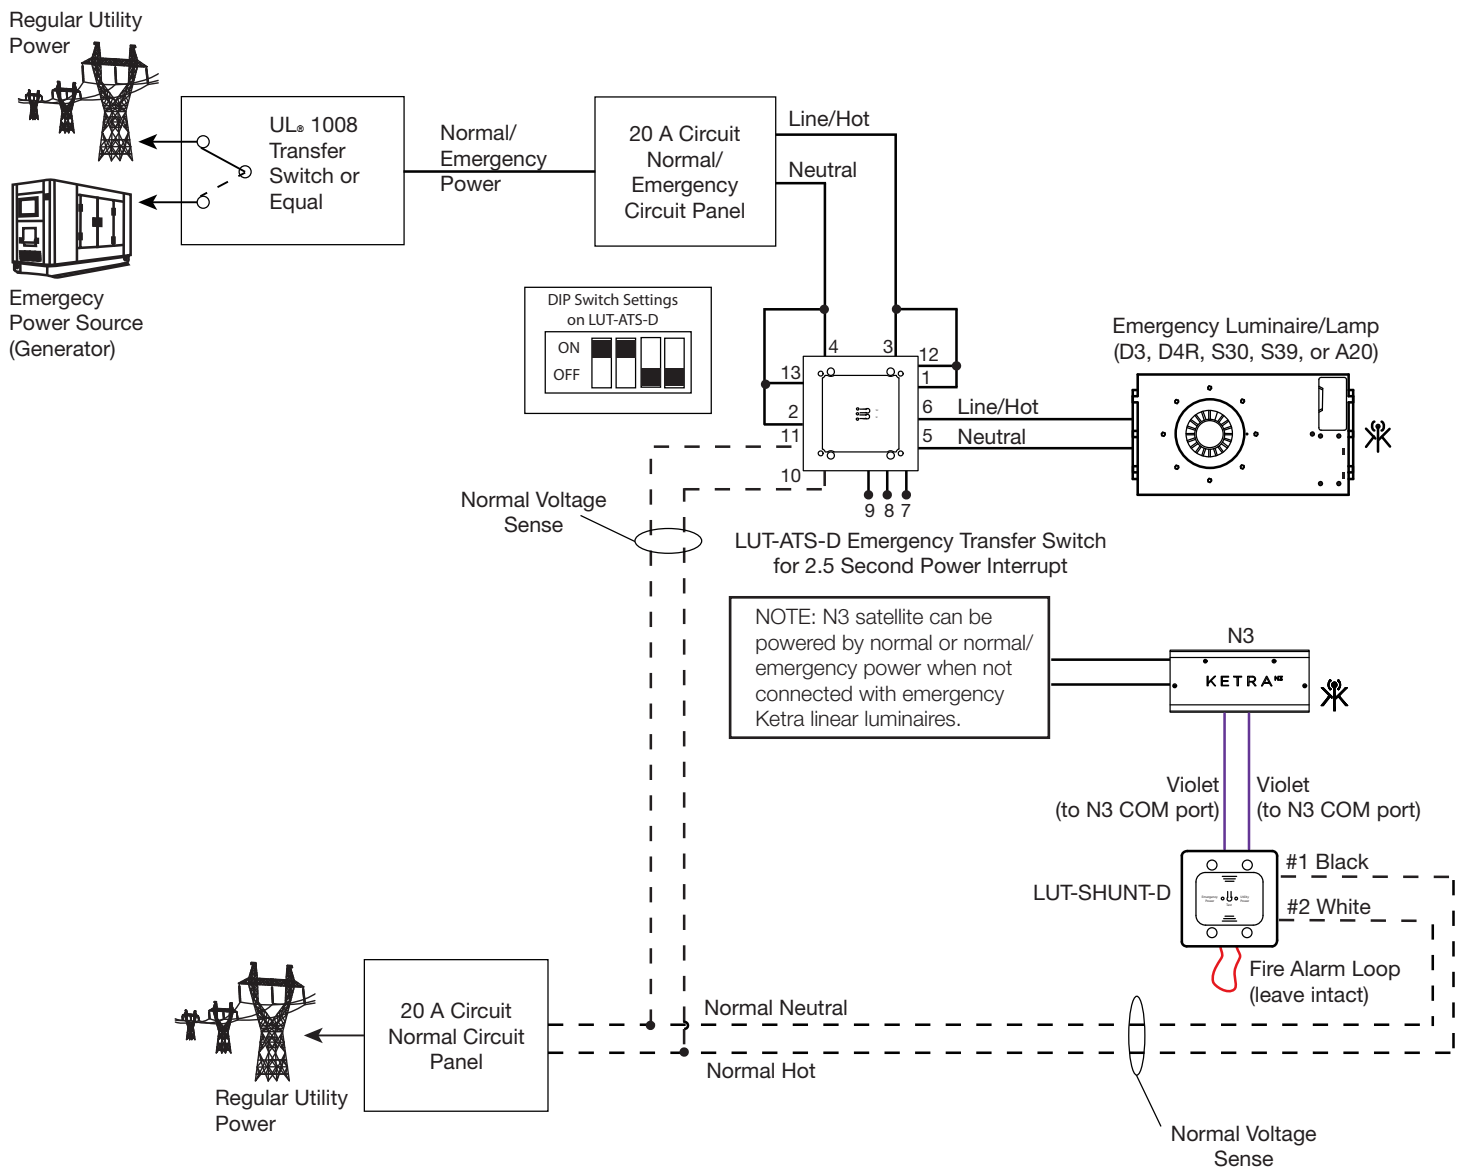 Regular Utility
Power
UL® 1008
Transfer
Switch or
Equal
Normal/
Emergency
Power
20 A Circuit
Normal/
Emergency
Circuit Panel
Line/Hot
Neutral
Emergecy
Power Source
(Generator)
DIP Switch Settings
on LUT-ATS-D
ON
OFF
4
3
12
13
1
2
6
11
5
10
9
8
7
Line/Hot
Neutral
Emergency Luminaire/Lamp
(D3, D4R, S30, S39, or A20)
Normal Voltage
Sense
LUT-ATS-D Emergency Transfer Switch
for 2.5 Second Power Interrupt
NOTE: N3 satellite can be
powered by normal or normal/
emergency power when not
connected with emergency
Ketra linear luminaires.
N3
KETRA N3
Violet
(to N3 COM port)
Violet
(to N3 COM port)
LUT-SHUNT-D
#1 Black
#2 White
Fire Alarm Loop
(leave intact)
20 A Circuit
Normal Circuit
Panel
Normal Neutral
Normal Hot
Regular Utility
Power
Normal Voltage
Sense